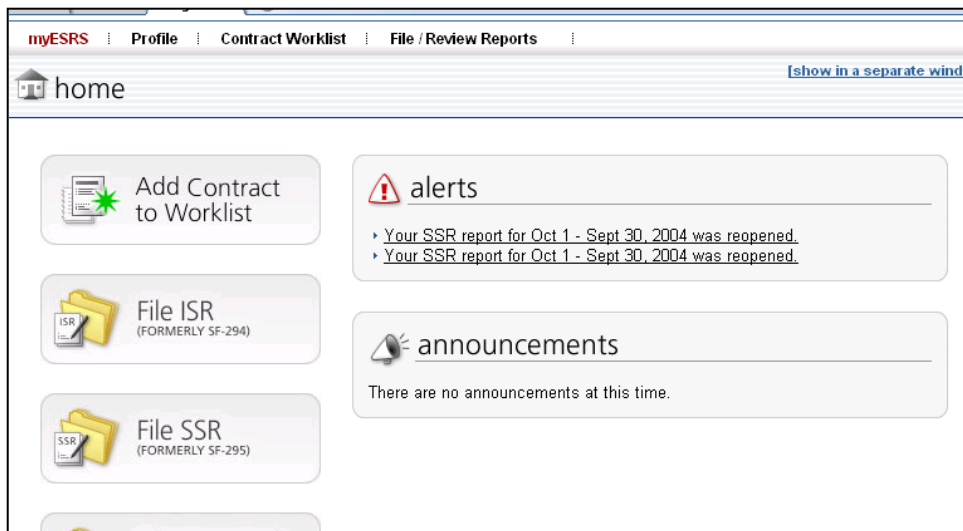 myESRS Profile Contract Worklist File / Review Reports
[show in a separate wind
home
Add Contract
to Worklist
File ISR
(FORMERLY SF-294)
ISR
File SSR
(FORMERLY SF-295)
SSR
alerts
Your SSR report for Oct 1 - Sept 30, 2004 was reopened.
Your SSR report for Oct 1 - Sept 30, 2004 was reopened.
announcements
There are no announcements at this time.